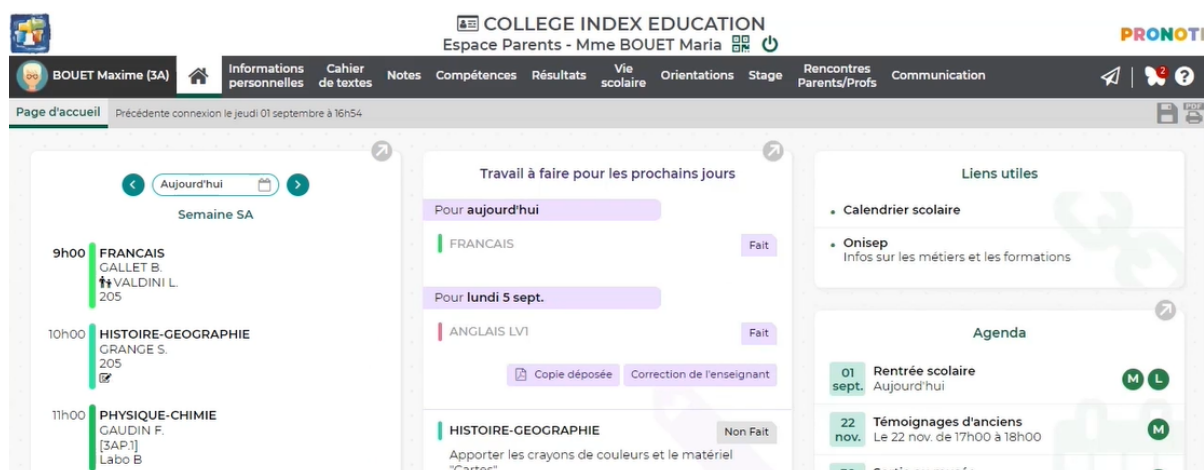 COLLEGE INDEX EDUCATION
Espace Parents - Mme BOUET Maria
PRONOT
BOUET Maxime (3A)
Informations personnelles
Cahier de textes
Notes
Compétences
Résultats
Vie scolaire
Orientations
Stage
Rencontres Parents/Profs
Communication
2
?
Page d'accueil
Précédente connexion le jeudi 01 septembre à 16h54
PDF
Aujourd'hui
Semaine SA
9h00 FRANCAIS
GALLET B.
VALDINI L.
205
10h00 HISTOIRE-GEOGRAPHIE
GRANGE S.
205
11h00 PHYSIQUE-CHIMIE
GAUDIN F.
[3AP.1]
Labo B
Travail à faire pour les prochains jours
Pour aujourd'hui
FRANCAIS
Fait
Pour lundi 5 sept.
ANGLAIS LV1
Fait
Copie déposée
Correction de l'enseignant
HISTOIRE-GEOGRAPHIE
Non Fait
Apporter les crayons de couleurs et le matériel
"Cartes"
Liens utiles
Calendrier scolaire
Onisep
Infos sur les métiers et les formations
Agenda
01 sept.
Rentrée scolaire
Aujourd'hui
M L
22 nov.
Témoignages d'anciens
Le 22 nov. de 17h00 à 18h00
M